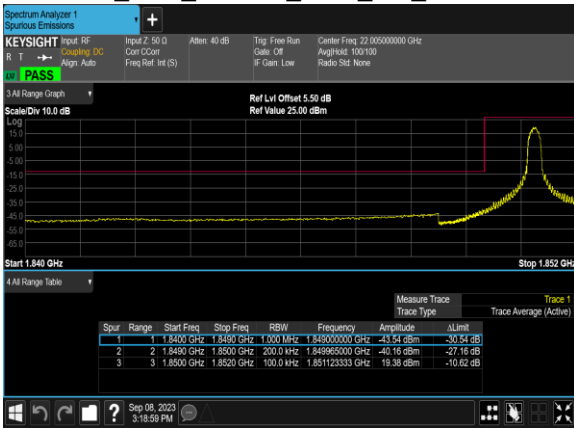 Spectrum Analyzer 1
Spurious Emissions
+
KEYSIGHT Input: RF Input Z: 50 Ω Atten: 40 dB Trig: Free Run Center Freq: 22.005000000 GHz
R T Coupling: DC Corr CCorr Gate: Off Avg|Hold: 100/100
Align: Auto Freq Ref: Int (S) IF Gain: Low Radio Std: None
PASS
3 All Range Graph
Ref Lvl Offset 5.50 dB
Scale/Div 10.0 dB Ref Value 25.00 dBm
Log
15.0
5.00
-5.00
-15.0
-25.0
-35.0
-45.0
-55.0
-65.0
Start 1.840 GHz Stop 1.852 GHz
4 All Range Table
Measure Trace Trace 1
Trace Type Trace Average (Active)
Spur Range Start Freq Stop Freq RBW Frequency Amplitude ΔLimit
1 1 1.8400 GHz 1.8490 GHz 1.000 MHz 1.849000000 GHz -43.54 dBm -30.54 dB
2 2 1.8490 GHz 1.8500 GHz 200.0 kHz 1.849965000 GHz -40.16 dBm -27.16 dB
3 3 1.8500 GHz 1.8520 GHz 100.0 kHz 1.851123333 GHz 19.38 dBm -10.62 dB
? Sep 08, 2023
3:18:59 PM